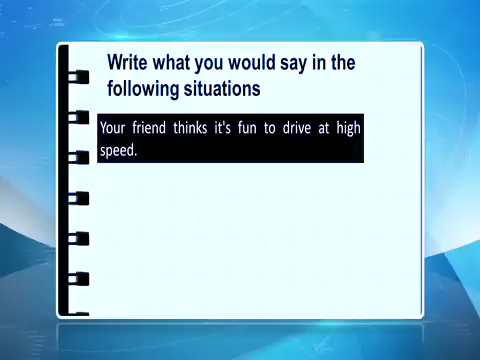 Write what you would say in the
following situations
Your friend thinks it's fun to drive at high
speed.